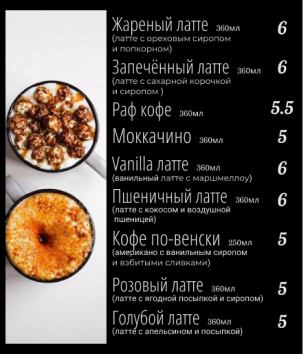 Жареный латте 360мл 6
(латте с ореховым сиропом
и попкорном)
Запечённый латте 360мл 6
(латте с сахарной корочкой
и сиропом )
Раф кофе 360мл 5.5
Моккачино 360мл 5
Vanilla латте 360мл 5
(ванильный латте с маршмеллоу)
Пшеничный латте 360мл 6
(латте с кокосом и воздушной
пшеницей)
Кофе по-венски 250мл 5
(американо с ванильным сиропом
и взбитыми сливками)
Розовый латте 360мл 5
(латте с ягодной посыпкой и сиропом)
Голубой латте 360мл 5
(латте с апельсином и посыпкой)